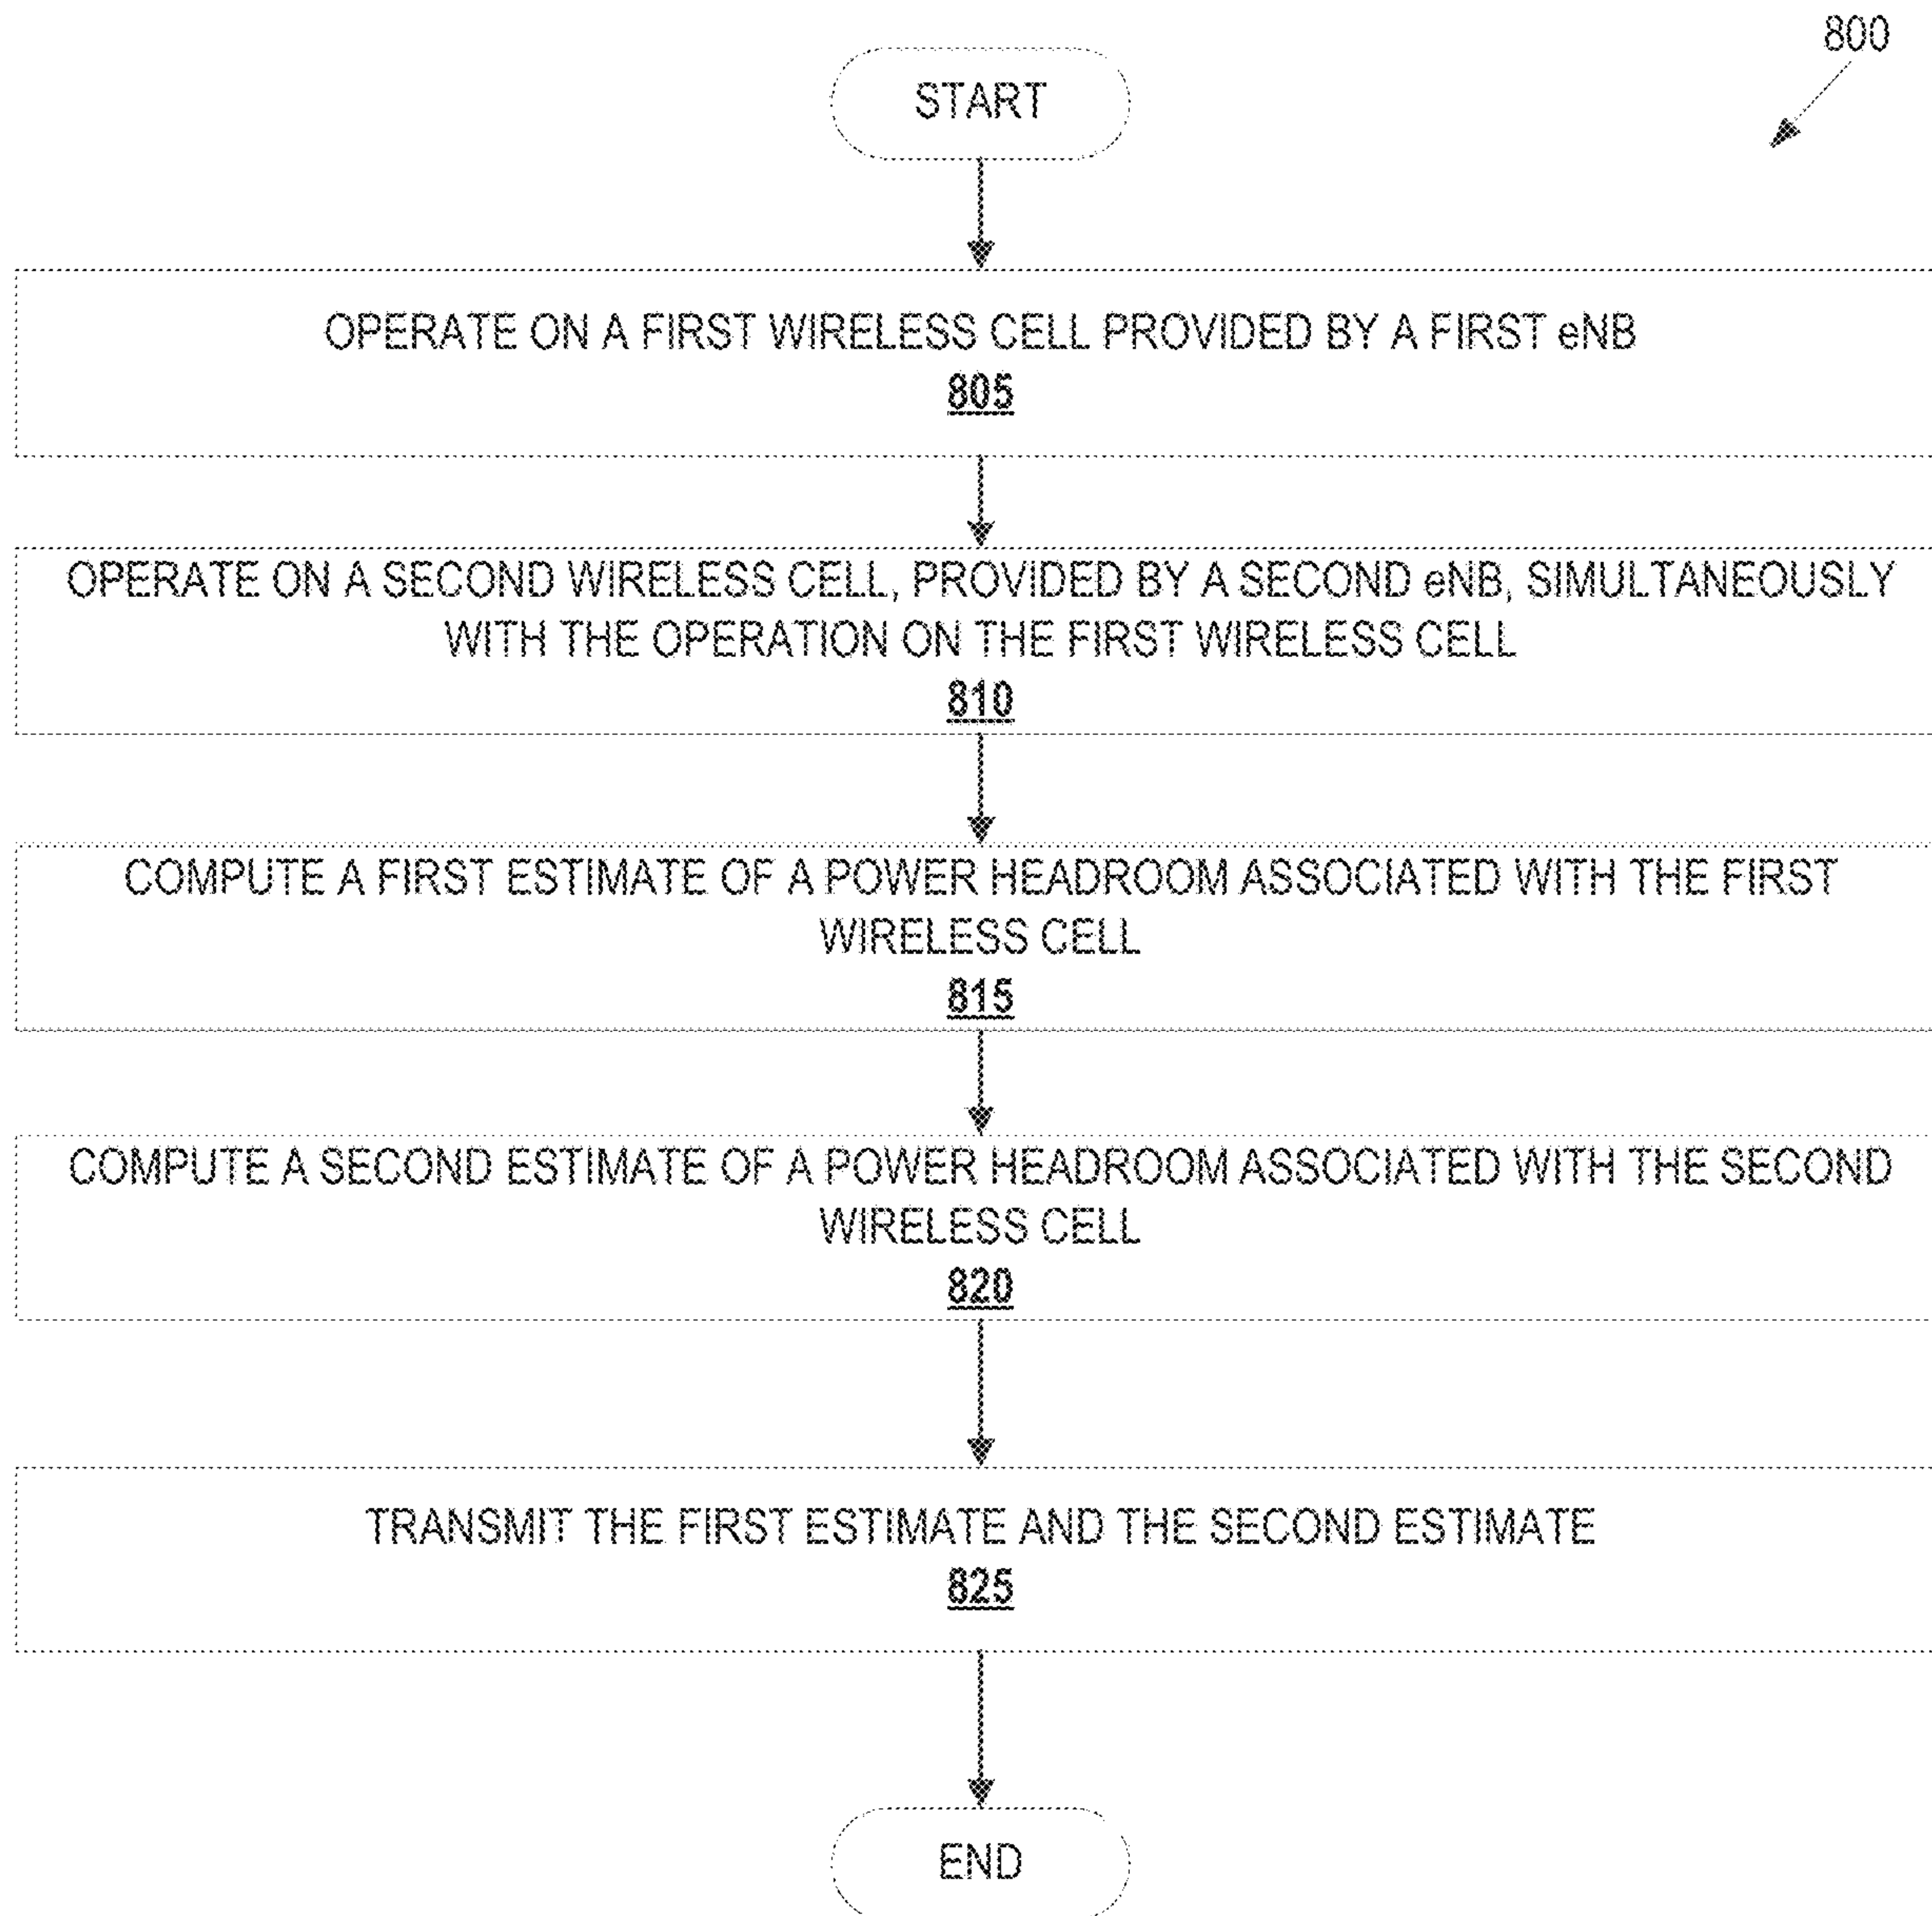 800
START
OPERATE ON A FIRST WIRELESS CELL PROVIDED BY A FIRST eNB
805
OPERATE ON A SECOND WIRELESS CELL, PROVIDED BY A SECOND eNB, SIMULTANEOUSLY
WITH THE OPERATION ON THE FIRST WIRELESS CELL
810
COMPUTE A FIRST ESTIMATE OF A POWER HEADROOM ASSOCIATED WITH THE FIRST
WIRELESS CELL
815
COMPUTE A SECOND ESTIMATE OF A POWER HEADROOM ASSOCIATED WITH THE SECOND
WIRELESS CELL
820
TRANSMIT THE FIRST ESTIMATE AND THE SECOND ESTIMATE
825
END